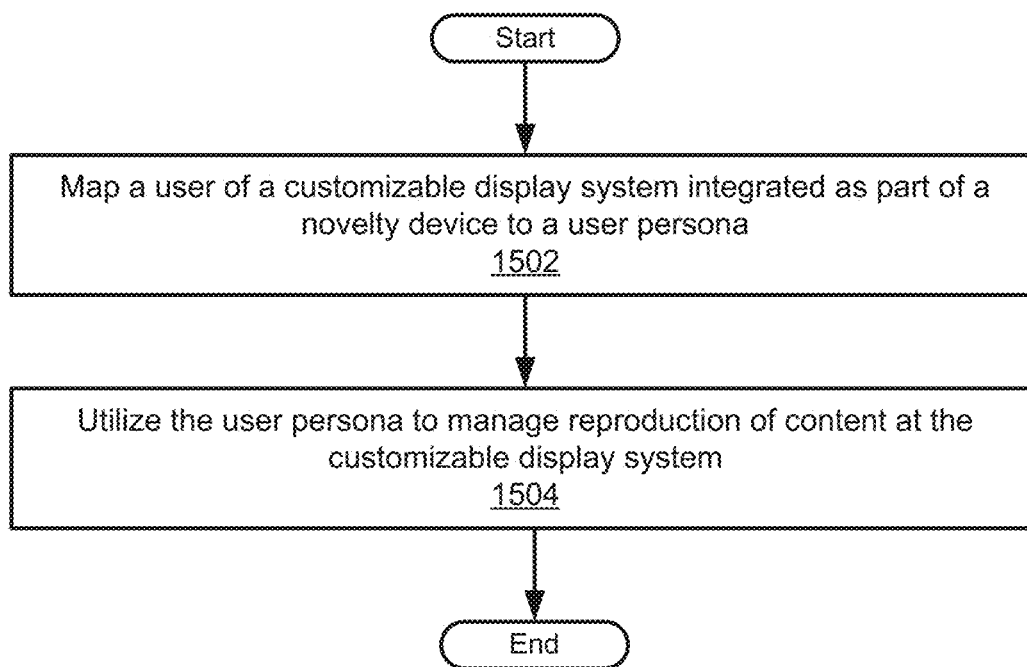 Start
Map a user of a customizable display system integrated as part of a
novelty device to a user persona
1502
Utilize the user persona to manage reproduction of content at the
customizable display system
1504
End